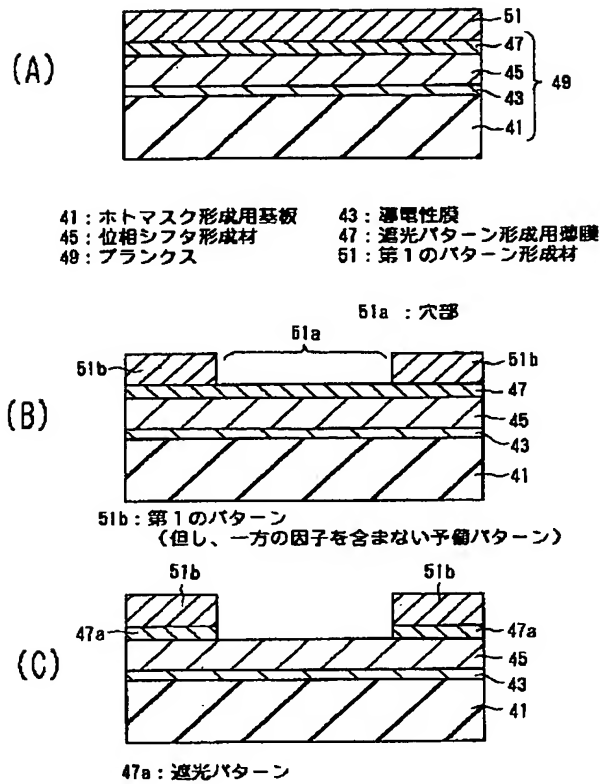 (A)
51
47
45
43
41
49
41：ホトマスク形成用基板 43：導電性膜
45：位相シフタ形成材 47：遮光パターン形成用薄膜
49：ブランクス 51：第１のパターン形成材
51a：穴部
(B)
51a
51b
51b
47
45
43
41
51b：第１のパターン
（但し、一方の因子を含まない予備パターン）
(C)
51b
51b
47a
47a
45
43
41
47a：遮光パターン